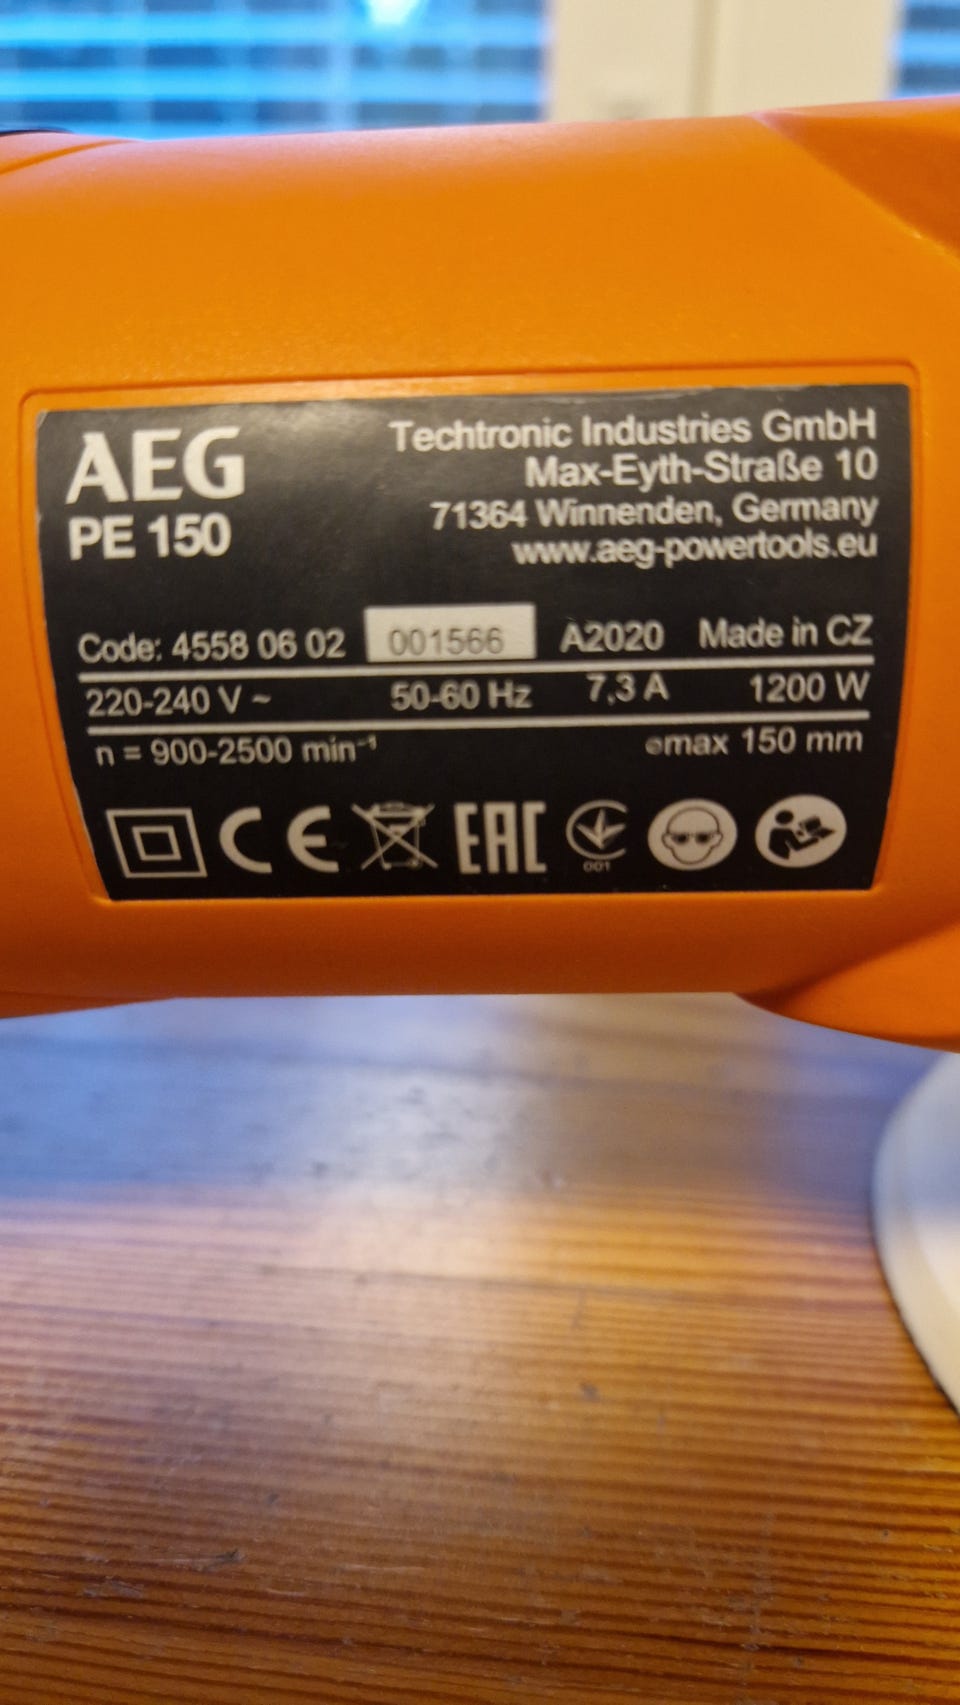 AEG
PE 150
Techtronic Industries GmbH
Max-Eyth-Straße 10
71364 Winnenden, Germany
www.aeg-powertools.eu
Code: 4558 06 02 001566 A2020 Made in CZ
220-240 V ~ 50-60 Hz 7,3 A 1200 W
n = 900-2500 min⁻¹ ⌀max 150 mm
CE EAC 001